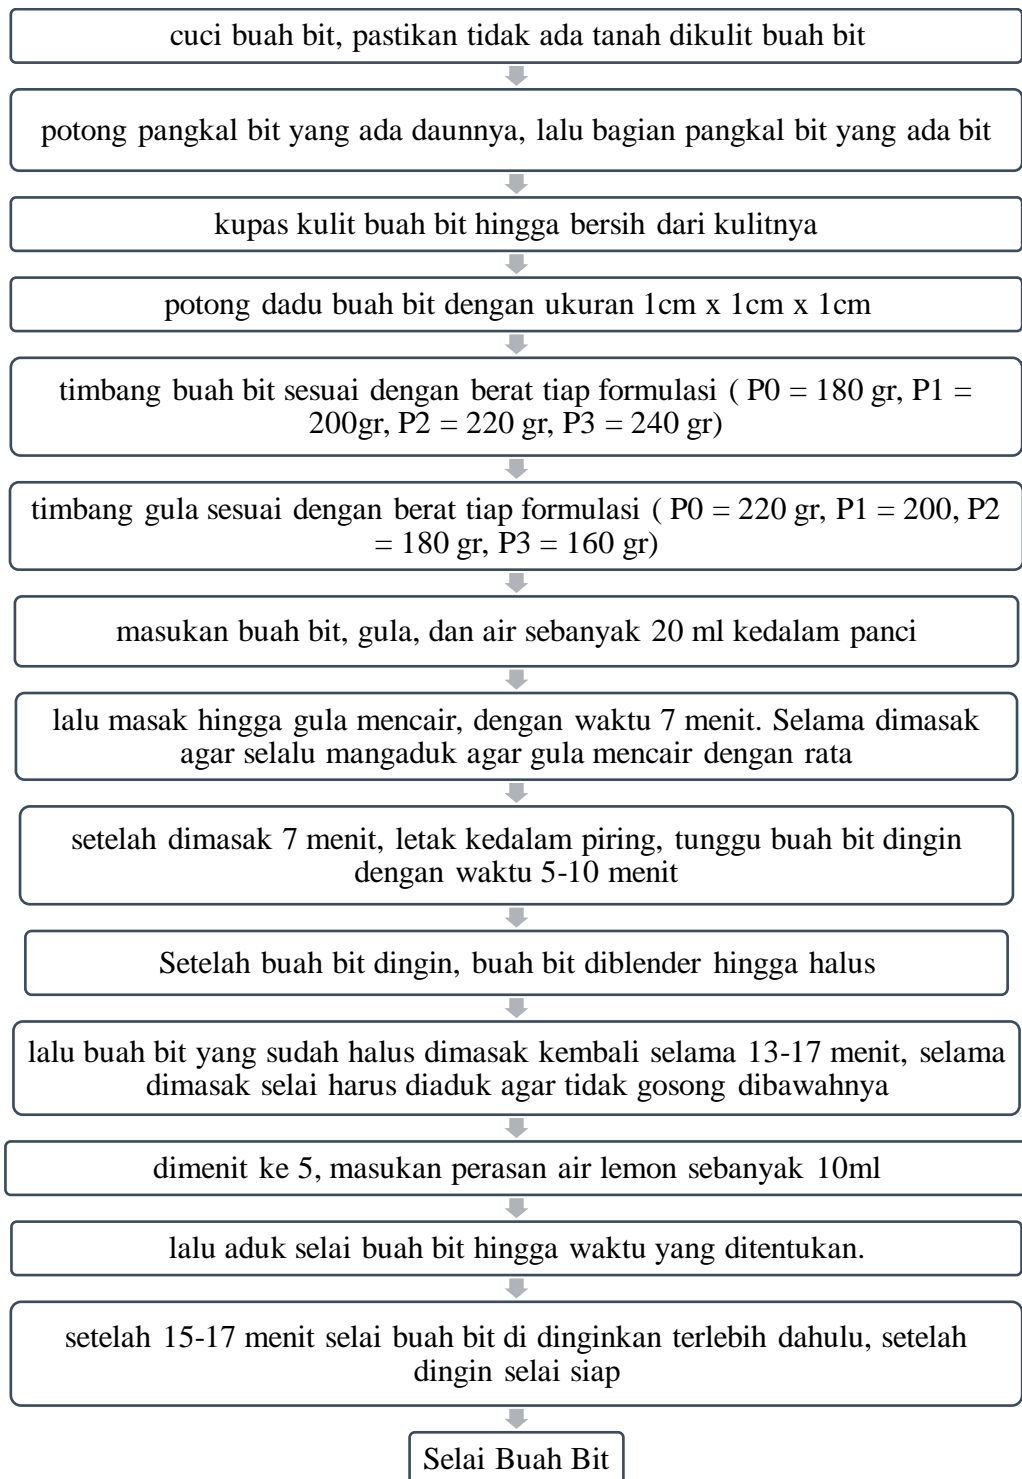 cuci buah bit, pastikan tidak ada tanah dikulit buah bit
potong pangkal bit yang ada daunnya, lalu bagian pangkal bit yang ada bit
kupas kulit buah bit hingga bersih dari kulitnya
potong dadu buah bit dengan ukuran 1cm x 1cm x 1cm
timbang buah bit sesuai dengan berat tiap formulasi ( P0 = 180 gr, P1 =
200gr, P2 = 220 gr, P3 = 240 gr)
timbang gula sesuai dengan berat tiap formulasi ( P0 = 220 gr, P1 = 200, P2
= 180 gr, P3 = 160 gr)
masukan buah bit, gula, dan air sebanyak 20 ml kedalam panci
lalu masak hingga gula mencair, dengan waktu 7 menit. Selama dimasak
agar selalu mangaduk agar gula mencair dengan rata
setelah dimasak 7 menit, letak kedalam piring, tunggu buah bit dingin
dengan waktu 5-10 menit
Setelah buah bit dingin, buah bit diblender hingga halus
lalu buah bit yang sudah halus dimasak kembali selama 13-17 menit, selama
dimasak selai harus diaduk agar tidak gosong dibawahnya
dimenit ke 5, masukan perasan air lemon sebanyak 10ml
lalu aduk selai buah bit hingga waktu yang ditentukan.
setelah 15-17 menit selai buah bit di dinginkan terlebih dahulu, setelah
dingin selai siap
Selai Buah Bit